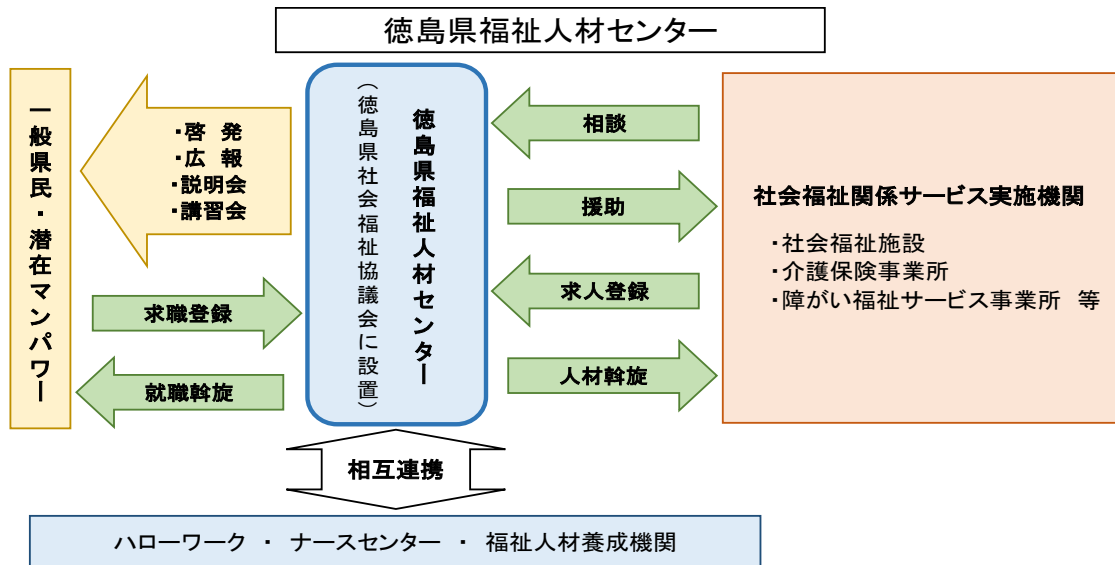 徳島県福祉人材センター
一般県民・潜在マンパワー
・啓　発
・広　報
・説明会
・講習会
求職登録
就職斡旋
徳島県福祉人材センター
（徳島県社会福祉協議会に設置）
相談
援助
求人登録
人材斡旋
社会福祉関係サービス実施機関
・社会福祉施設
・介護保険事業所
・障がい福祉サービス事業所　等
相互連携
ハローワーク　・　ナースセンター　・　福祉人材養成機関